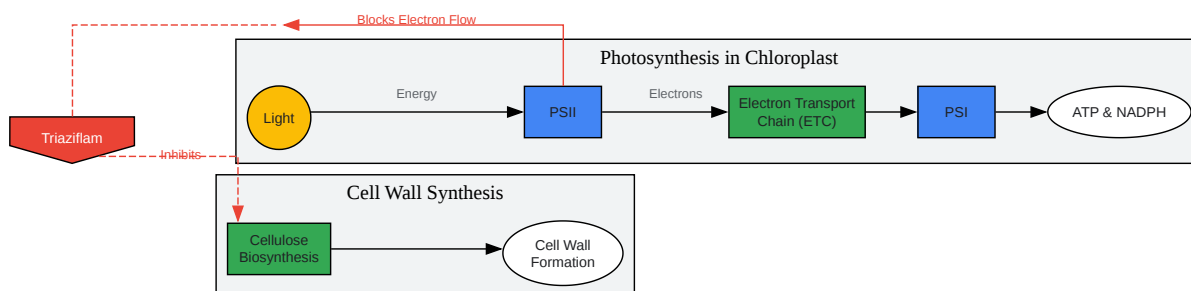 Blocks Electron Flow
Photosynthesis in Chloroplast
Light
Energy
PSII
Electrons
Electron Transport
Chain (ETC)
PSI
ATP & NADPH
Triaziflam
Inhibits
Cell Wall Synthesis
Cellulose
Biosynthesis
Cell Wall
Formation